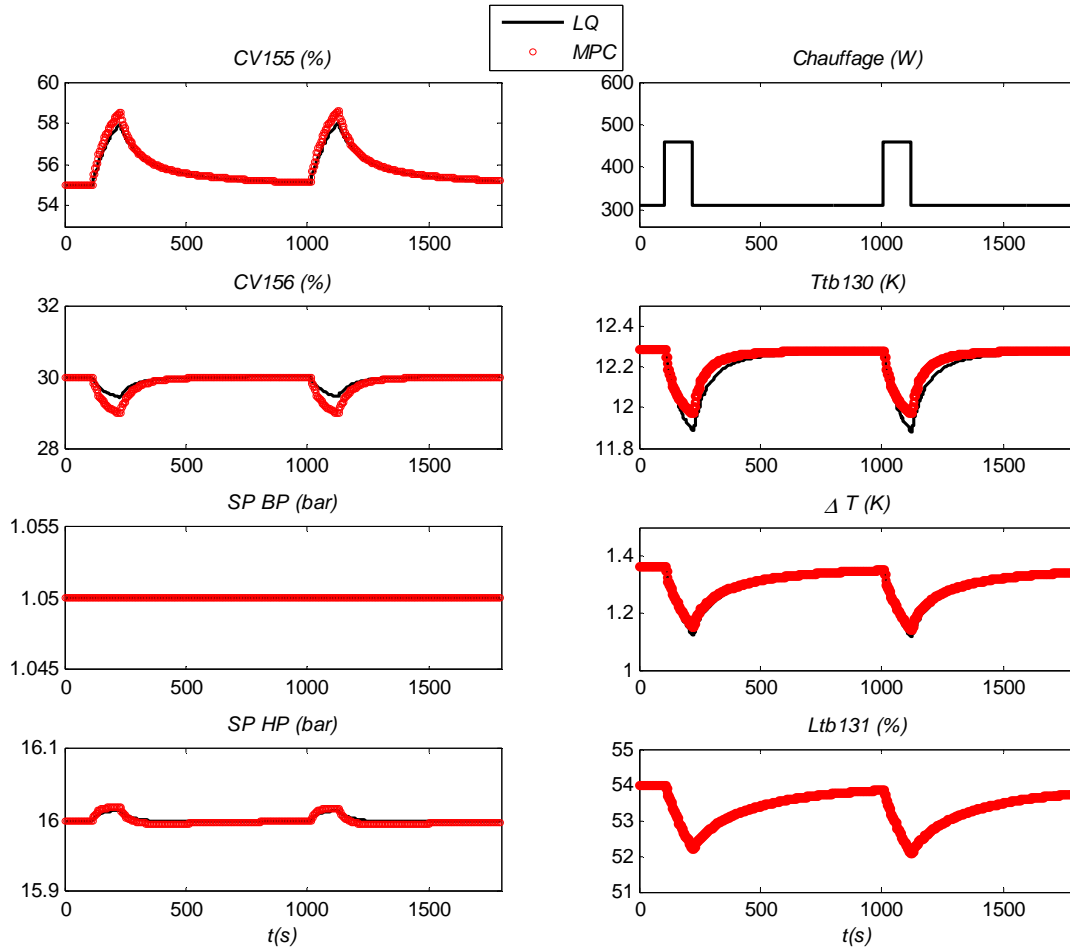 LQ
MPC
CV155 (%)
60
58
56
54
0 500 1000 1500
Chauffage (W)
600
500
400
300
0 500 1000 1500
CV156 (%)
32
30
28
0 500 1000 1500
Ttb130 (K)
12.4
12.2
12
11.8
0 500 1000 1500
SP BP (bar)
1.055
1.05
1.045
0 500 1000 1500
Δ T (K)
1.4
1.2
1
0 500 1000 1500
SP HP (bar)
16.1
16
15.9
0 500 1000 1500
t(s)
Ltb131 (%)
55
54
53
52
51
0 500 1000 1500
t(s)